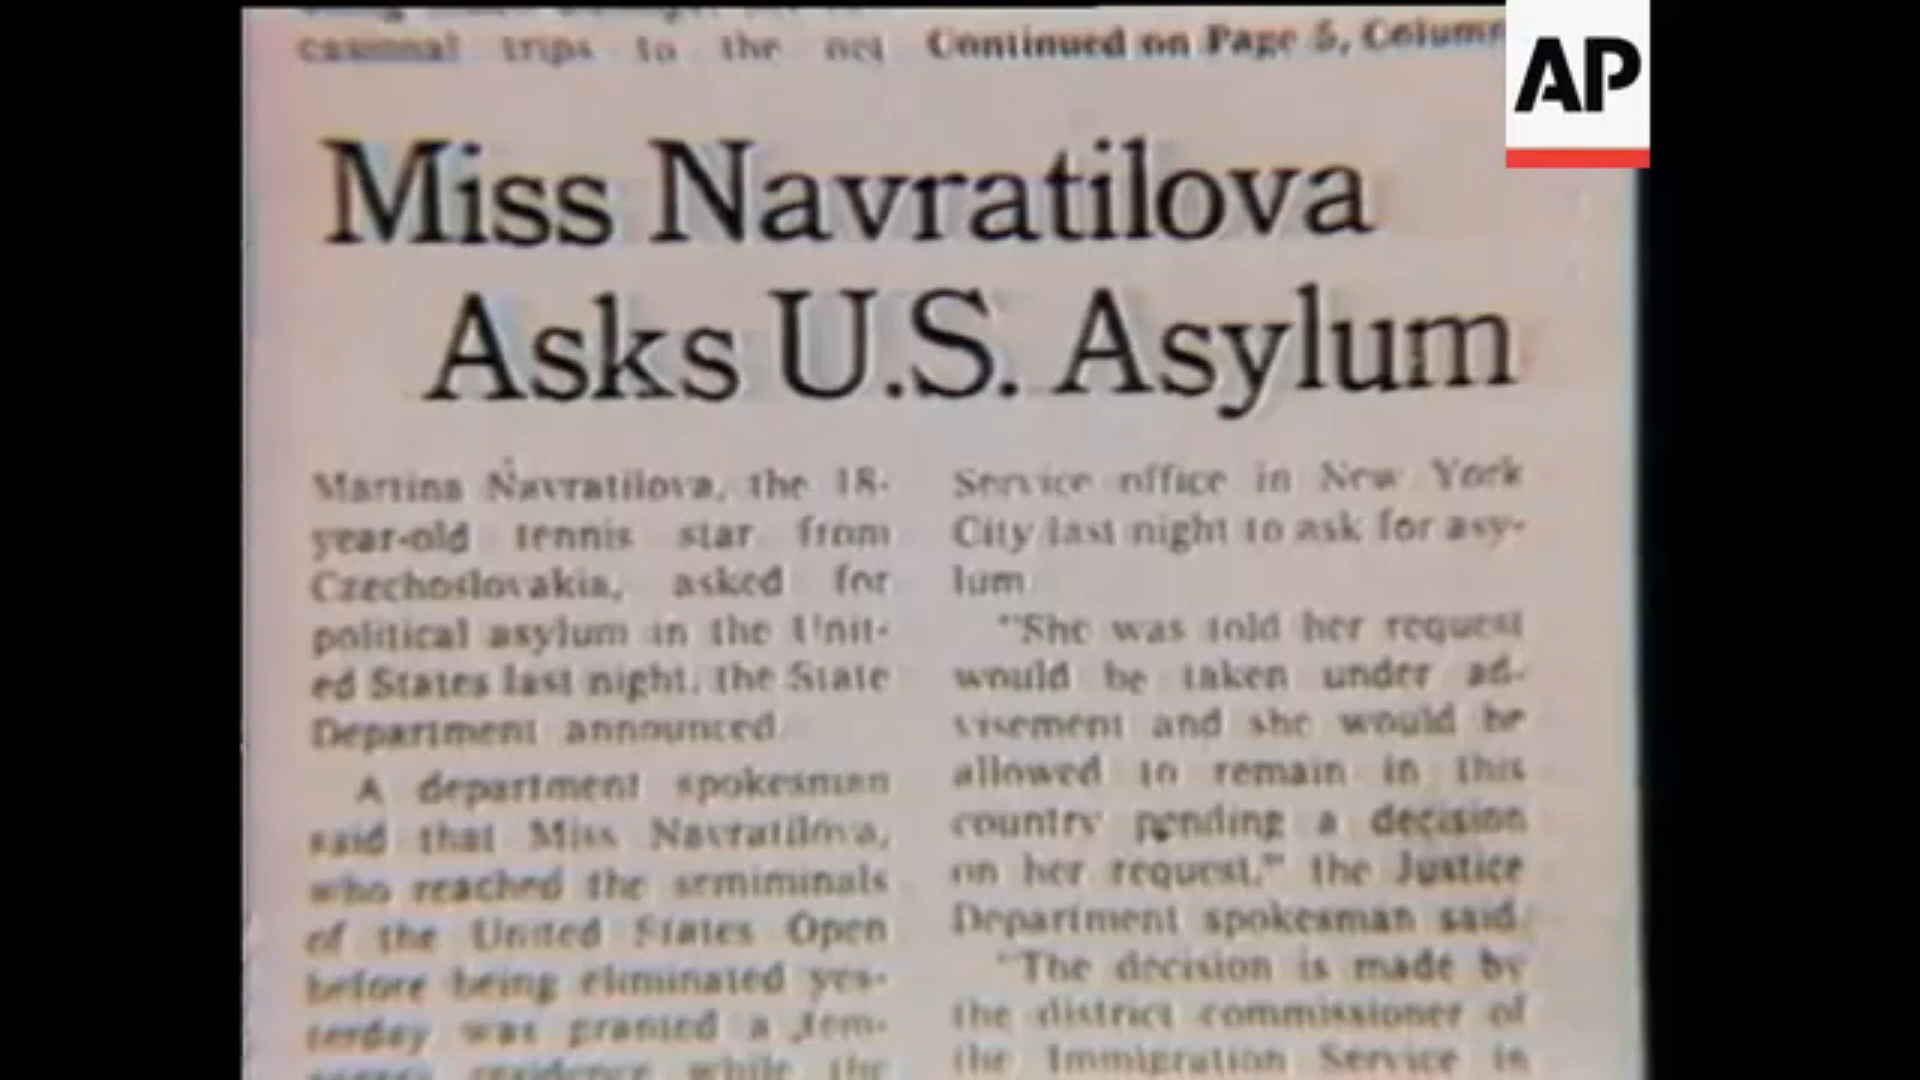 casional trips to the net
Continued on Page 5, Column
AP
Miss Navratilova
Asks U.S. Asylum
Martina Navratilova, the 18-
year-old tennis star from
Czechoslovakia, asked for
political asylum in the Unit-
ed States last night, the State
Department announced.
A department spokesman
said that Miss Navratilova,
who reached the semiminals
of the United States Open
before being eliminated yes-
terday was granted a tem-
residence while the
Service office in New York
City last night to ask for asy-
lum.
"She was told her request
would be taken under ad-
visement and she would be
allowed to remain in this
country pending a decision
on her request," the Justice
Department spokesman said.
"The decision is made by
the district commissioner of
the Immigration Service in